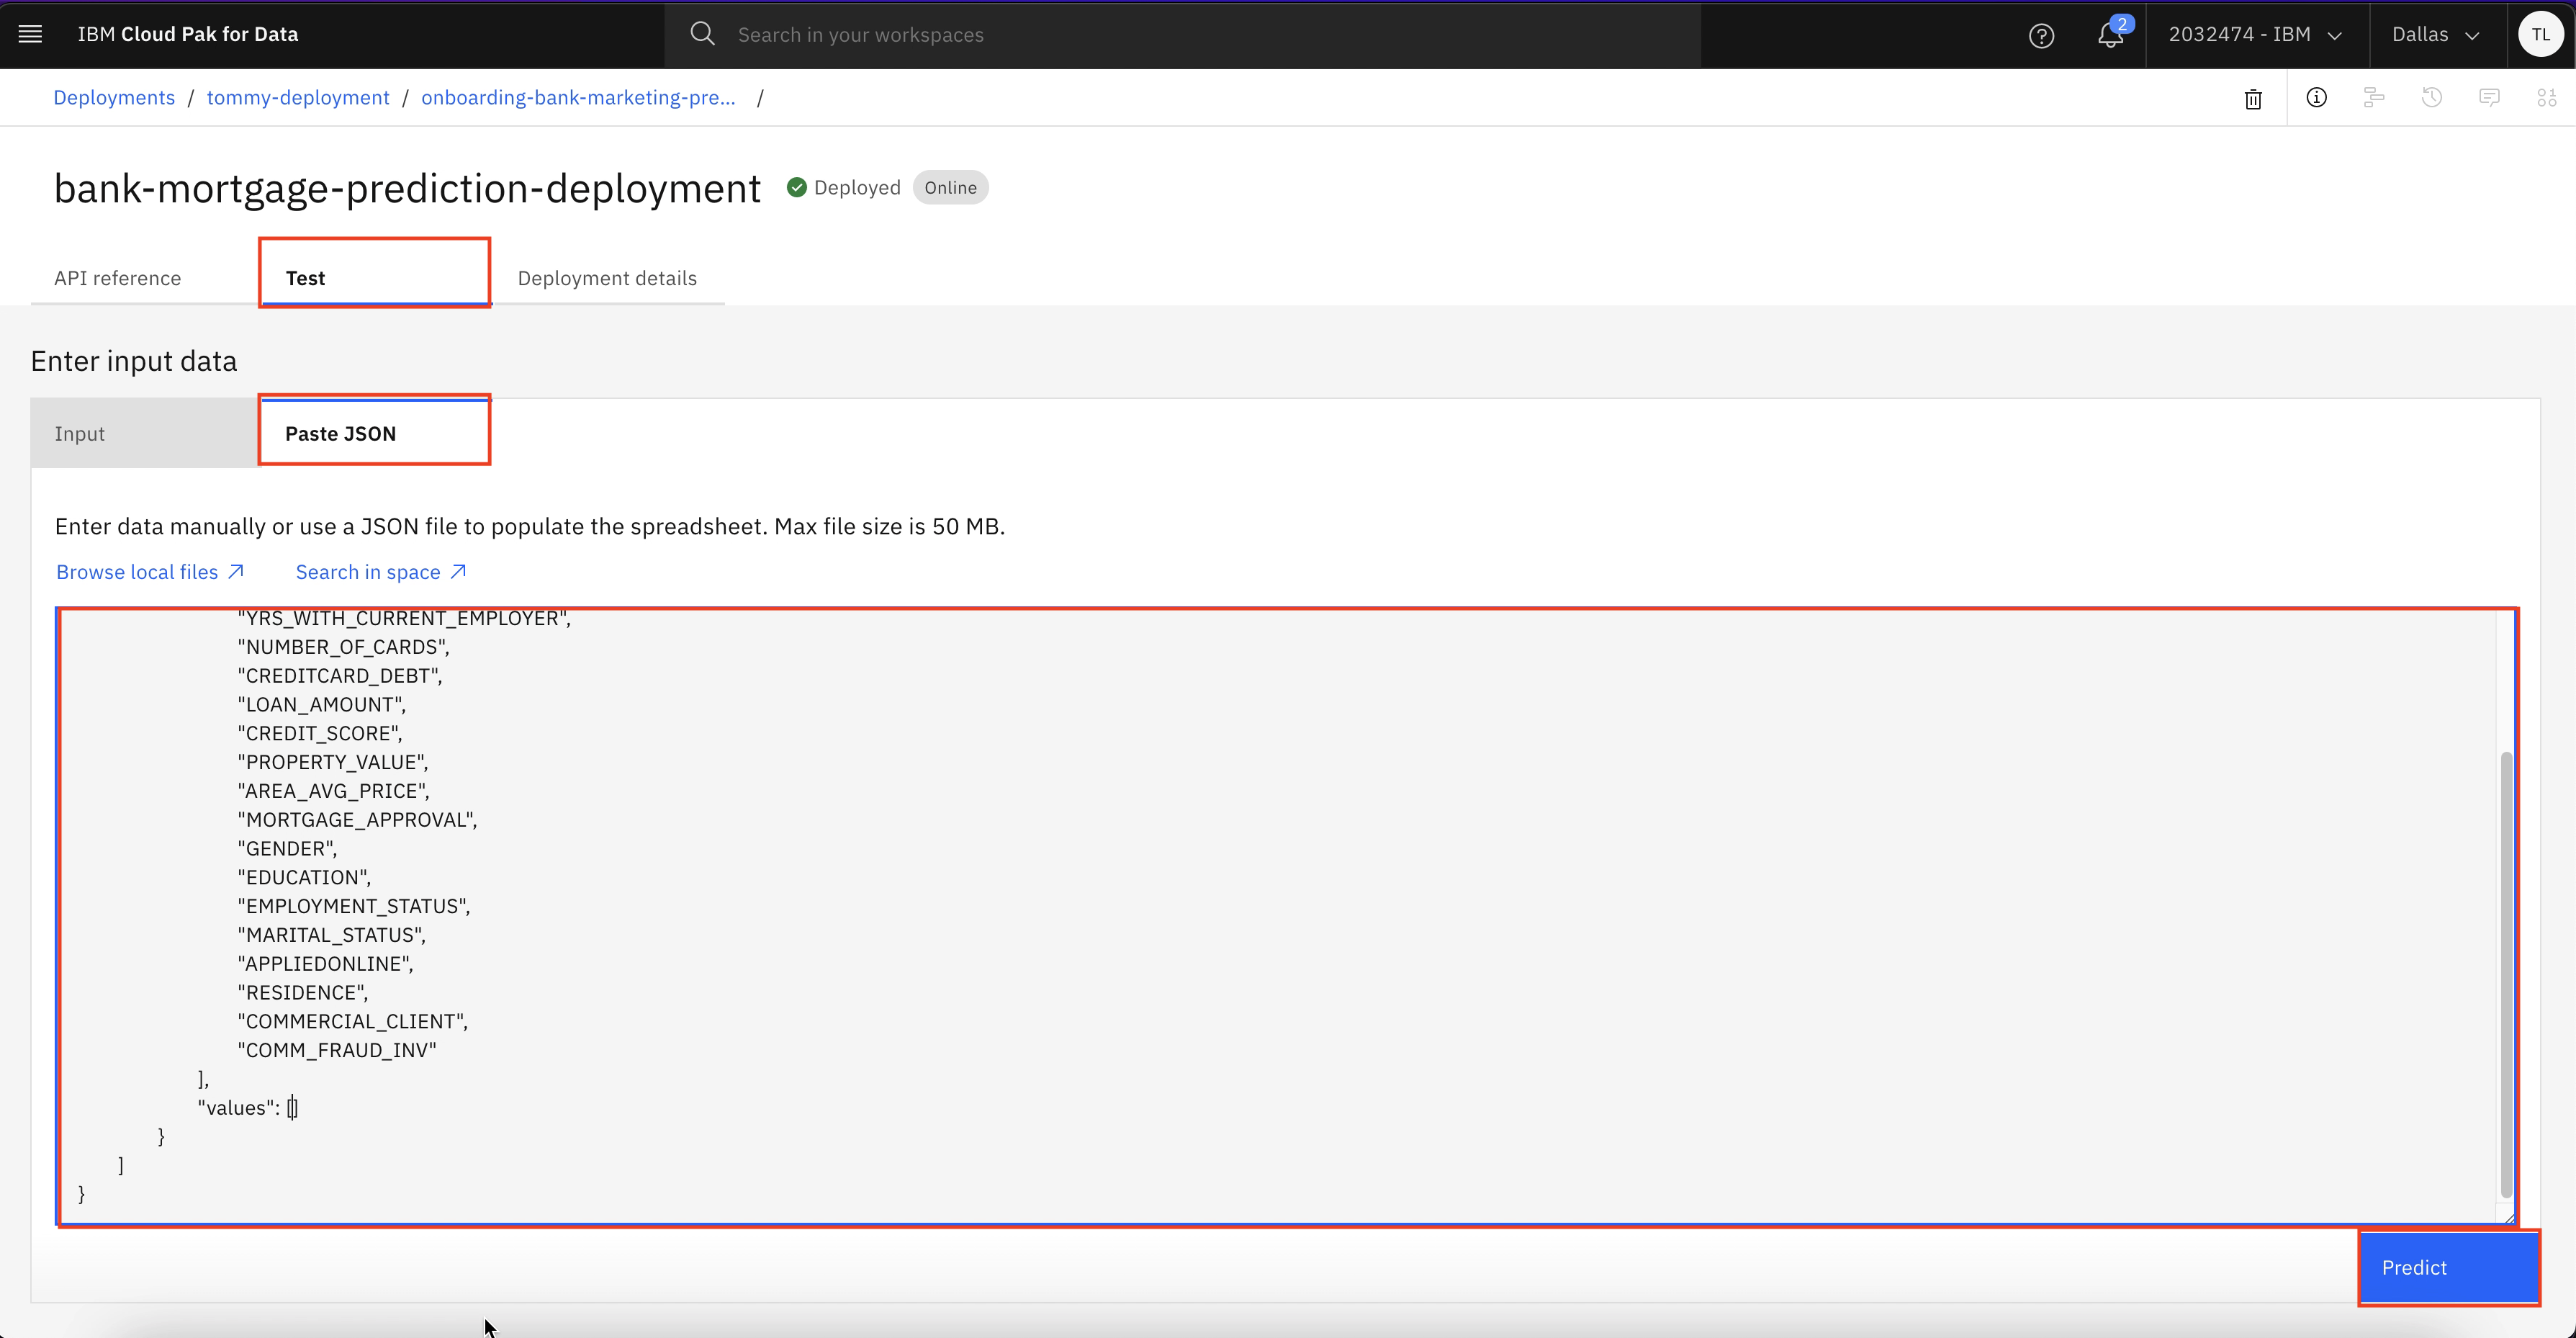 IBM Cloud Pak for Data
Search in your workspaces
2
2032474 - IBM
Dallas
TL
Deployments / tommy-deployment / onboarding-bank-marketing-pre... /
bank-mortgage-prediction-deployment
Deployed
Online
API reference
Test
Deployment details
Enter input data
Input
Paste JSON
Enter data manually or use a JSON file to populate the spreadsheet. Max file size is 50 MB.
Browse local files
Search in space
"YRS_WITH_CURRENT_EMPLOYER",
"NUMBER_OF_CARDS",
"CREDITCARD_DEBT",
"LOAN_AMOUNT",
"CREDIT_SCORE",
"PROPERTY_VALUE",
"AREA_AVG_PRICE",
"MORTGAGE_APPROVAL",
"GENDER",
"EDUCATION",
"EMPLOYMENT_STATUS",
"MARITAL_STATUS",
"APPLIEDONLINE",
"RESIDENCE",
"COMMERCIAL_CLIENT",
"COMM_FRAUD_INV"
],
"values": []
}
]
}
Predict